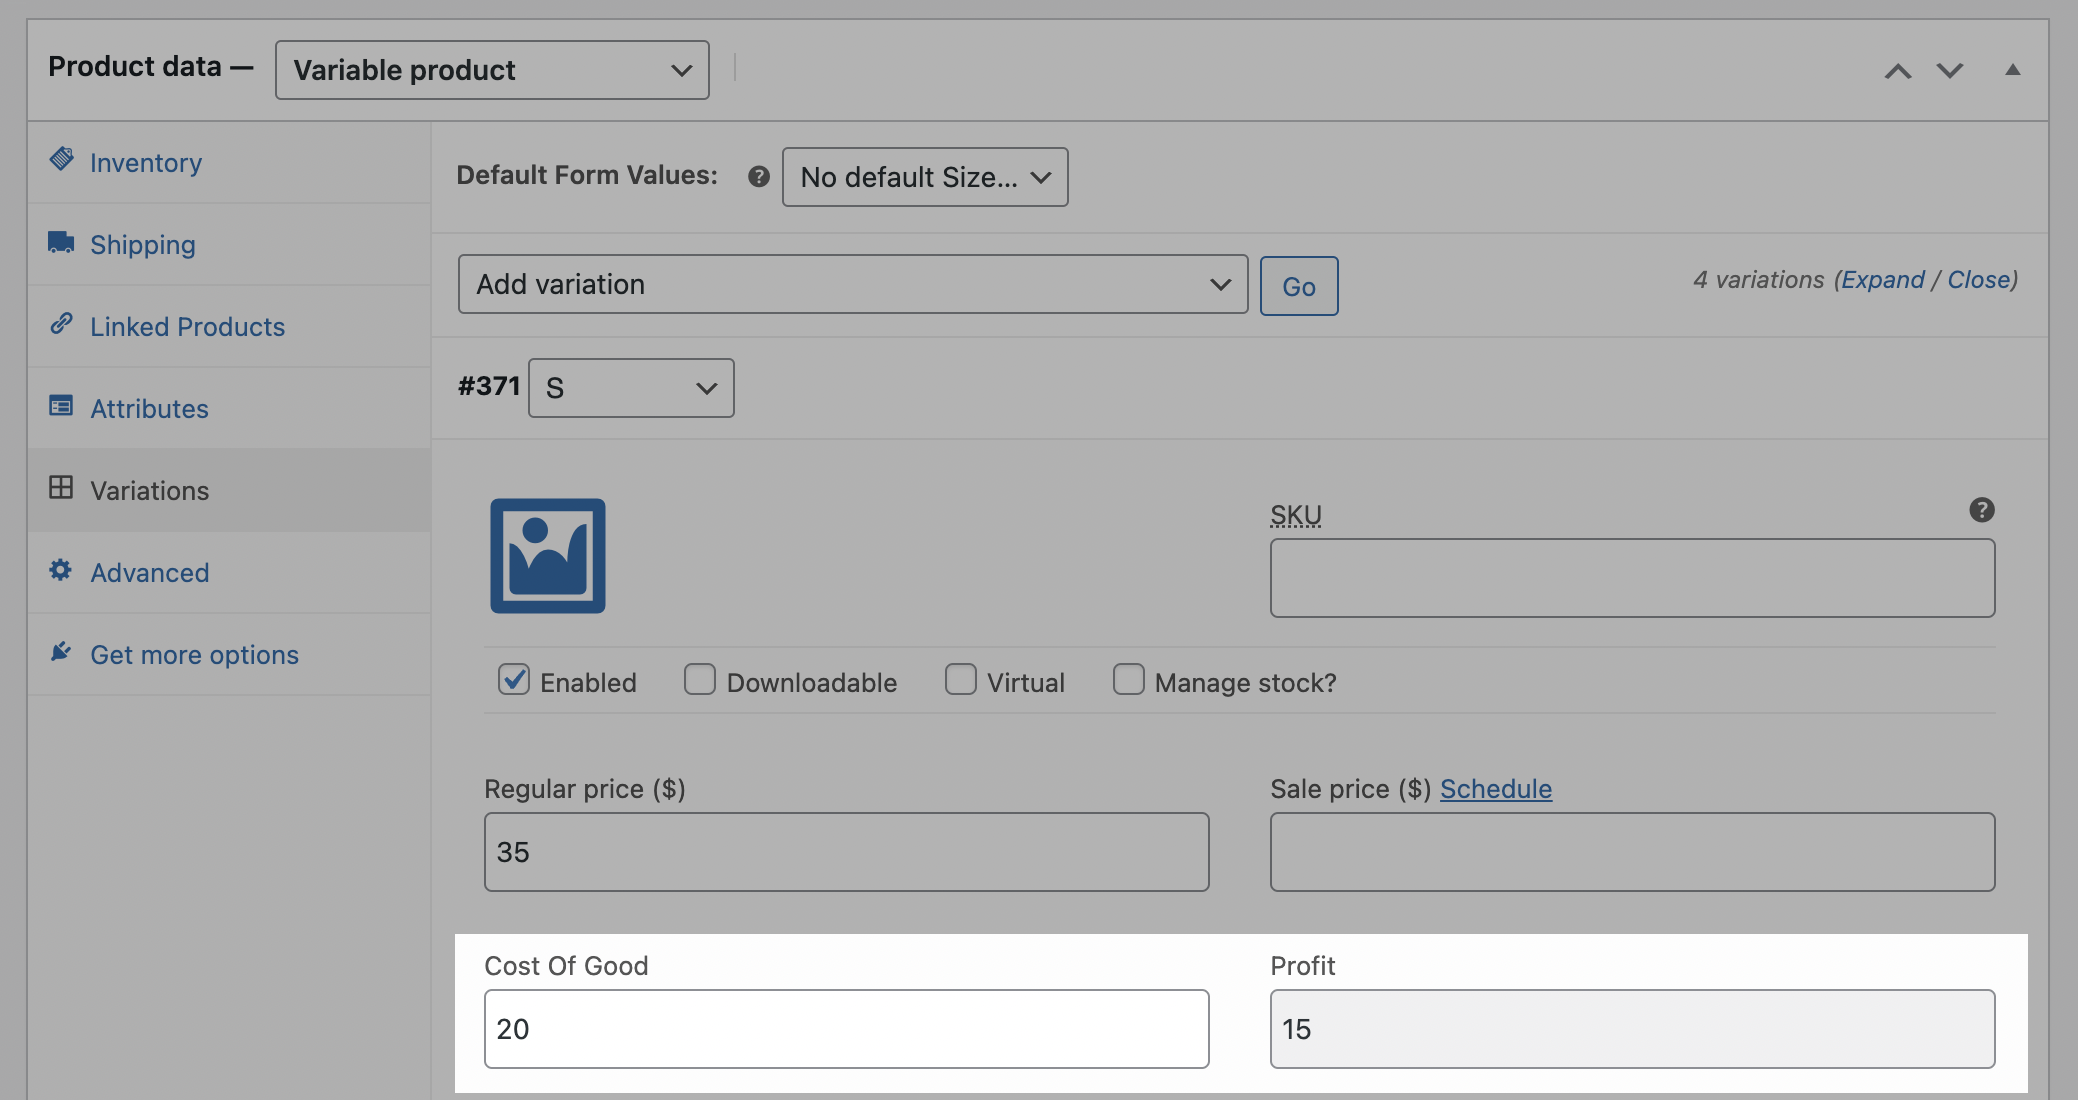 Product data — Variable product
Inventory
Shipping
Linked Products
Attributes
Variations
Advanced
Get more options
Default Form Values: ? No default Size...
Add variation Go 4 variations (Expand / Close)
#371 S
SKU ?
Enabled Downloadable Virtual Manage stock?
Regular price ($) Sale price ($) Schedule
35
Cost Of Good Profit
20 15